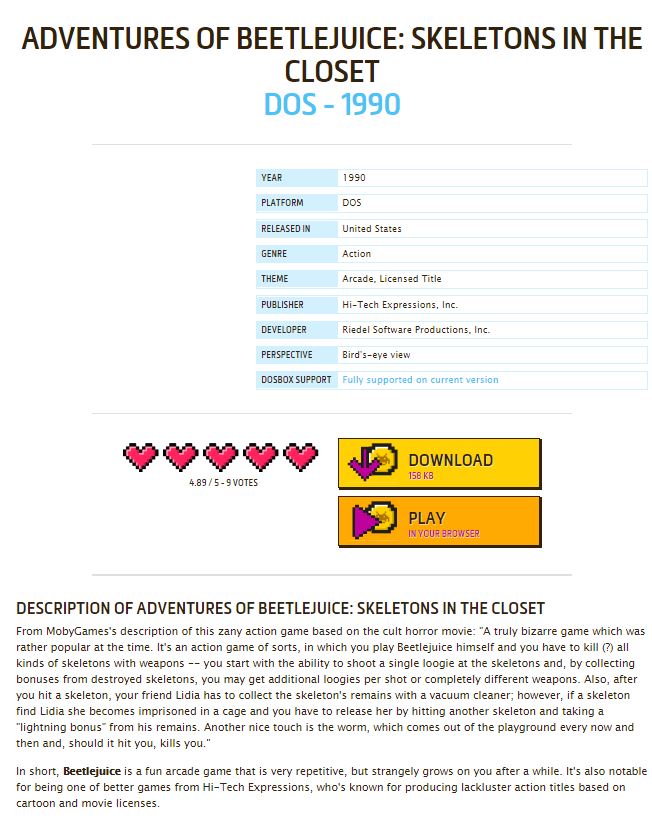 ADVENTURES OF BEETLEJUICE: SKELETONS IN THE
CLOSET
DOS - 1990
YEAR 1990
PLATFORM DOS
RELEASED IN United States
GENRE Action
THEME Arcade, Licensed Title
PUBLISHER Hi-Tech Expressions, Inc.
DEVELOPER Riedel Software Productions, Inc.
PERSPECTIVE Bird's-eye view
DOSBOX SUPPORT Fully supported on current version
4.89 / 5 - 9 VOTES
DOWNLOAD
158 KB
PLAY
IN YOUR BROWSER
DESCRIPTION OF ADVENTURES OF BEETLEJUICE: SKELETONS IN THE CLOSET
From MobyGames's description of this zany action game based on the cult horror movie: "A truly bizarre game which was
rather popular at the time. It's an action game of sorts, in which you play Beetlejuice himself and you have to kill (?) all
kinds of skeletons with weapons -- you start with the ability to shoot a single loogie at the skeletons and, by collecting
bonuses from destroyed skeletons, you may get additional loogies per shot or completely different weapons. Also, after
you hit a skeleton, your friend Lidia has to collect the skeleton's remains with a vacuum cleaner; however, if a skeleton
find Lidia she becomes imprisoned in a cage and you have to release her by hitting another skeleton and taking a
"lightning bonus" from his remains. Another nice touch is the worm, which comes out of the playground every now and
then and, should it hit you, kills you."
In short, Beetlejuice is a fun arcade game that is very repetitive, but strangely grows on you after a while. It's also notable
for being one of better games from Hi-Tech Expressions, who's known for producing lackluster action titles based on
cartoon and movie licenses.